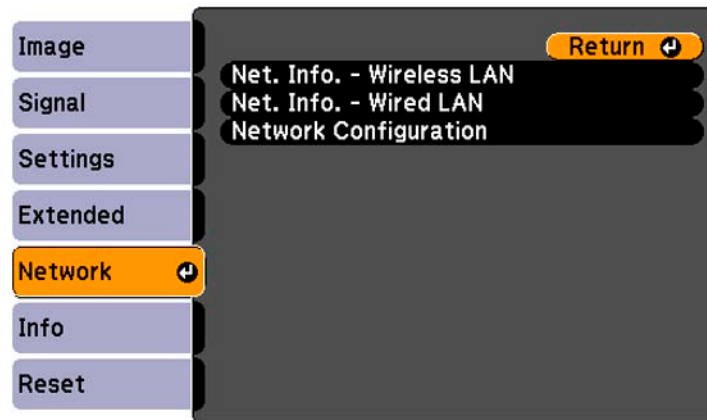 Image
Signal
Settings
Extended
Network
Info
Reset
Return
Net. Info. - Wireless LAN
Net. Info. - Wired LAN
Network Configuration